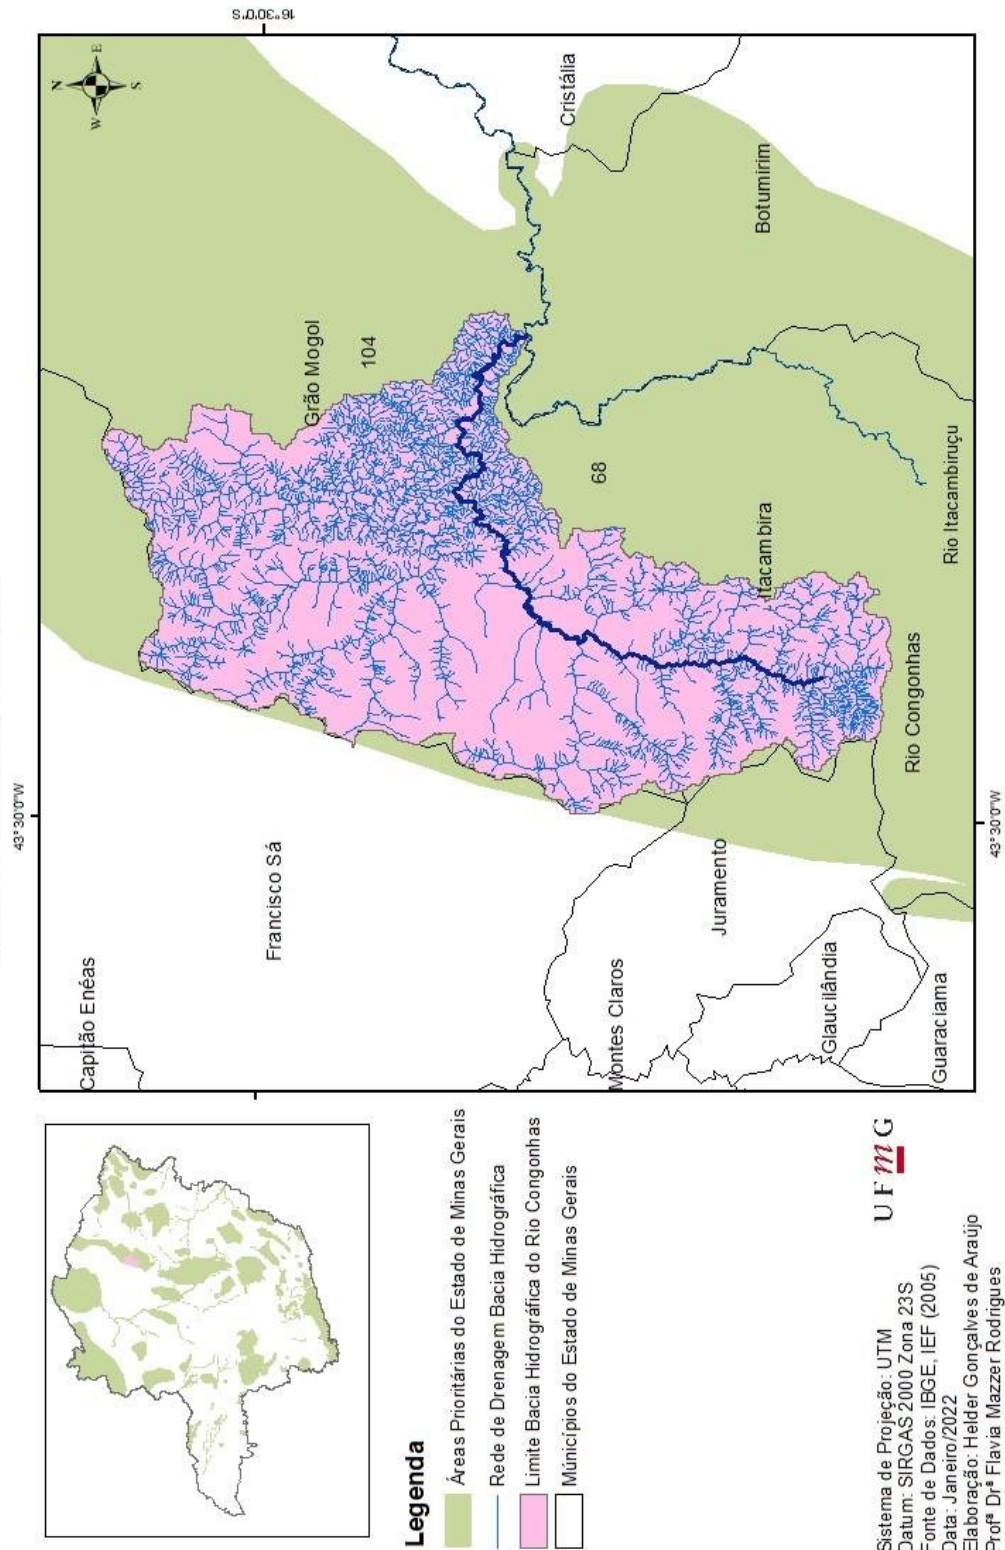 43°30'0"W
N
W
E
S
Capitão Enéas
Francisco Sá
16°30'0"S
Grão Mogol
104
Cristália
68
Montes Claros
Juramento
Itacambira
Botumirim
Glaucilândia
Guaraciama
Rio Congonhas
Rio Itacambiruçu
43°30'0"W
Legenda
Áreas Prioritárias do Estado de Minas Gerais
Rede de Drenagem Bacia Hidrográfica
Limite Bacia Hidrográfica do Rio Congonhas
Múnicípios do Estado de Minas Gerais
UFmG
Sistema de Projeção: UTM
Datum: SIRGAS 2000 Zona 23S
Fonte de Dados: IBGE, IEF (2005)
Data: Janeiro/2022
Elaboração: Helder Gonçalves de Araújo
Profª Drª Flavia Mazzer Rodrigues